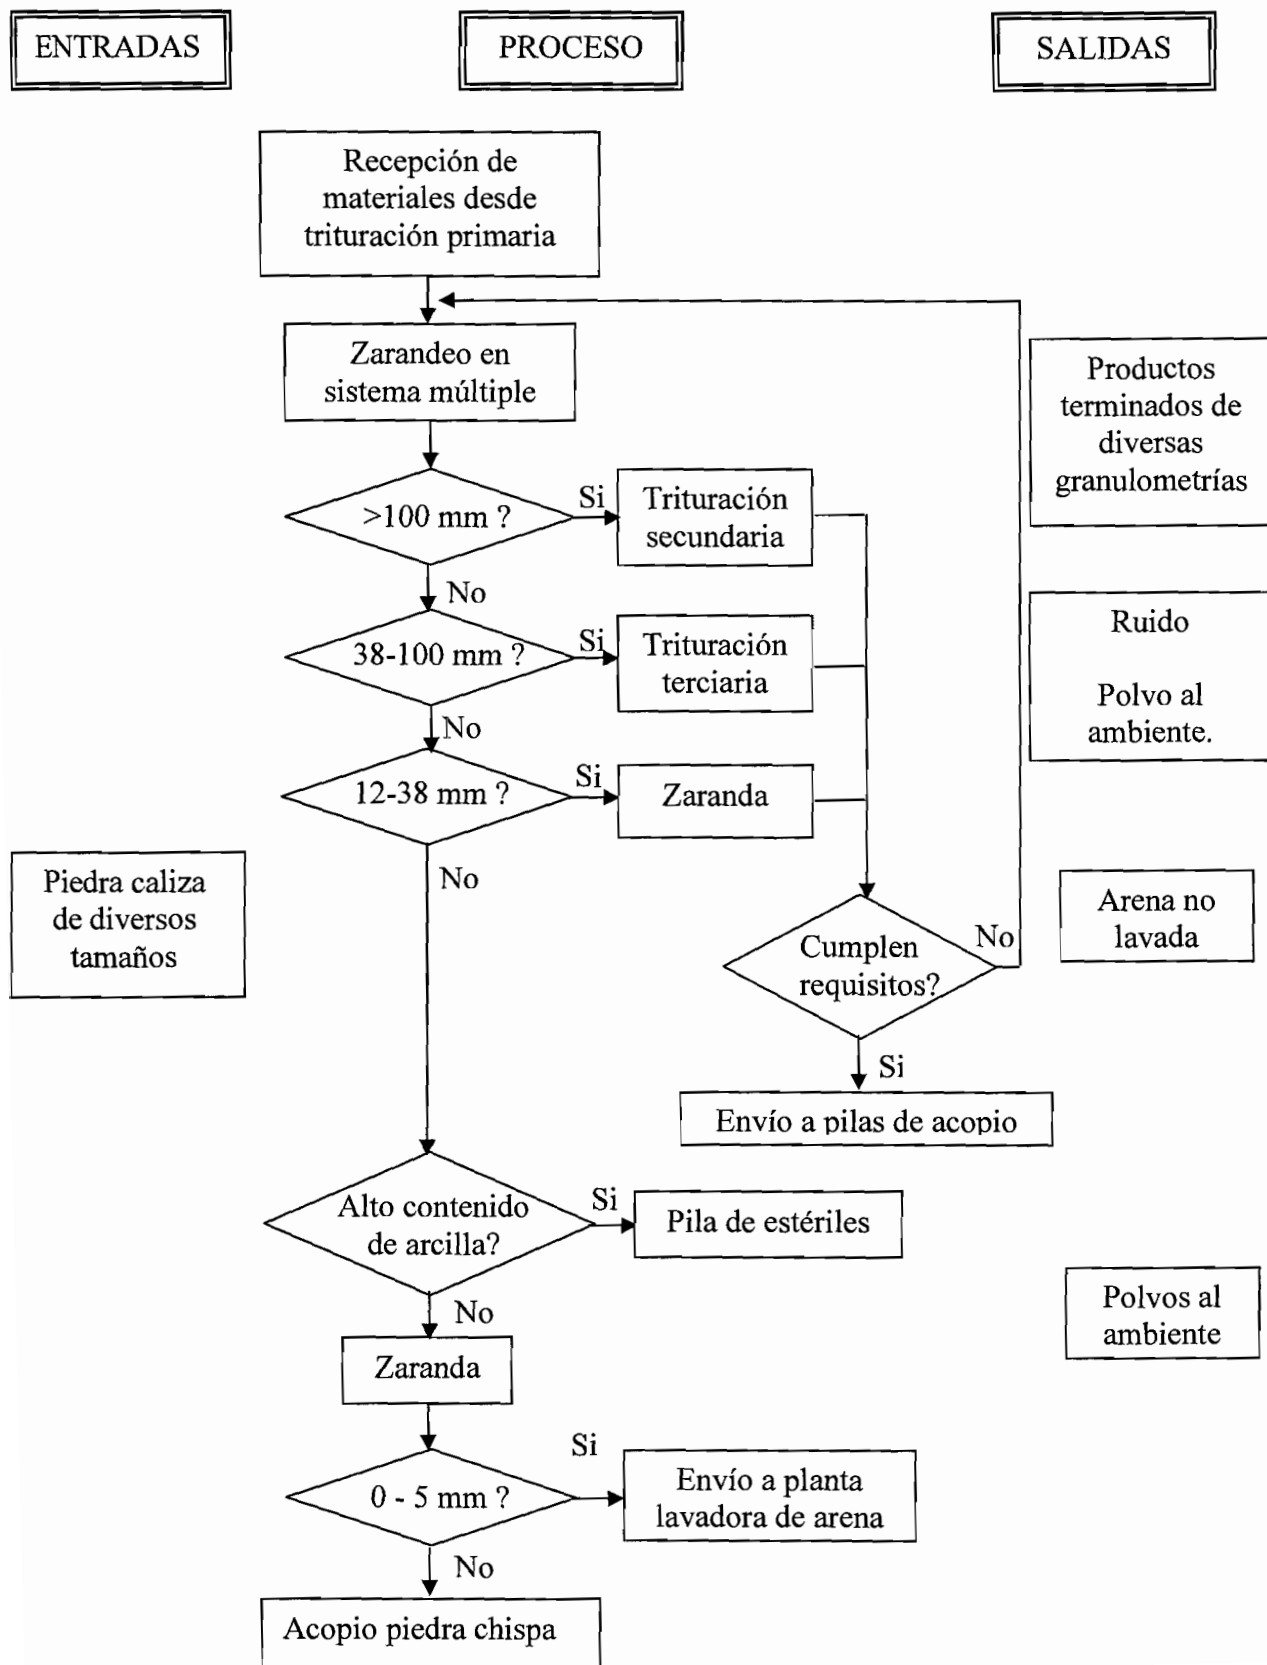 ENTRADAS
PROCESO
SALIDAS
Recepción de
materiales desde
trituración primaria
Zarandeo en
sistema múltiple
Productos
terminados de
diversas
granulometrías
>100 mm ?
Si
Trituración
secundaria
No
38-100 mm ?
Si
Trituración
terciaria
Ruido
Polvo al
ambiente.
No
12-38 mm ?
Si
Zaranda
No
Piedra caliza
de diversos
tamaños
Cumplen
requisitos?
No
Arena no
lavada
Si
Envío a pilas de acopio
Alto contenido
de arcilla?
Si
Pila de estériles
No
Polvos al
ambiente
Zaranda
0 - 5 mm ?
Si
Envío a planta
lavadora de arena
No
Acopio piedra chispa